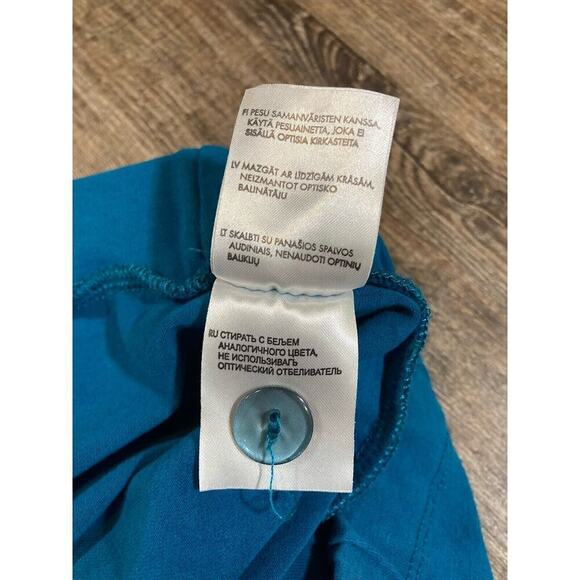 FI PESU SAMANVÄRISTEN KANSSA,
KÄYTÄ PESUAINETTA, JOKA EI
SISÄLLÄ OPTISIA KIRKASTEITA
LV MAZGĀT AR LĪDZĪGĀM KRĀSĀM,
NEIZMANTOT OPTISKO
BALINĀTĀJU
LT SKALBTI SU PANAŠIOS SPALVOS
AUDINIAIS, NENAUDOTI OPTINIŲ
BALIKLIŲ
RU СТИРАТЬ С БЕЛЬЕМ
АНАЛОГИЧНОГО ЦВЕТА,
НЕ ИСПОЛЬЗИВАГЬ
ОПТИЧЕСКИЙ ОТБЕЛИВАТЕЛЬ